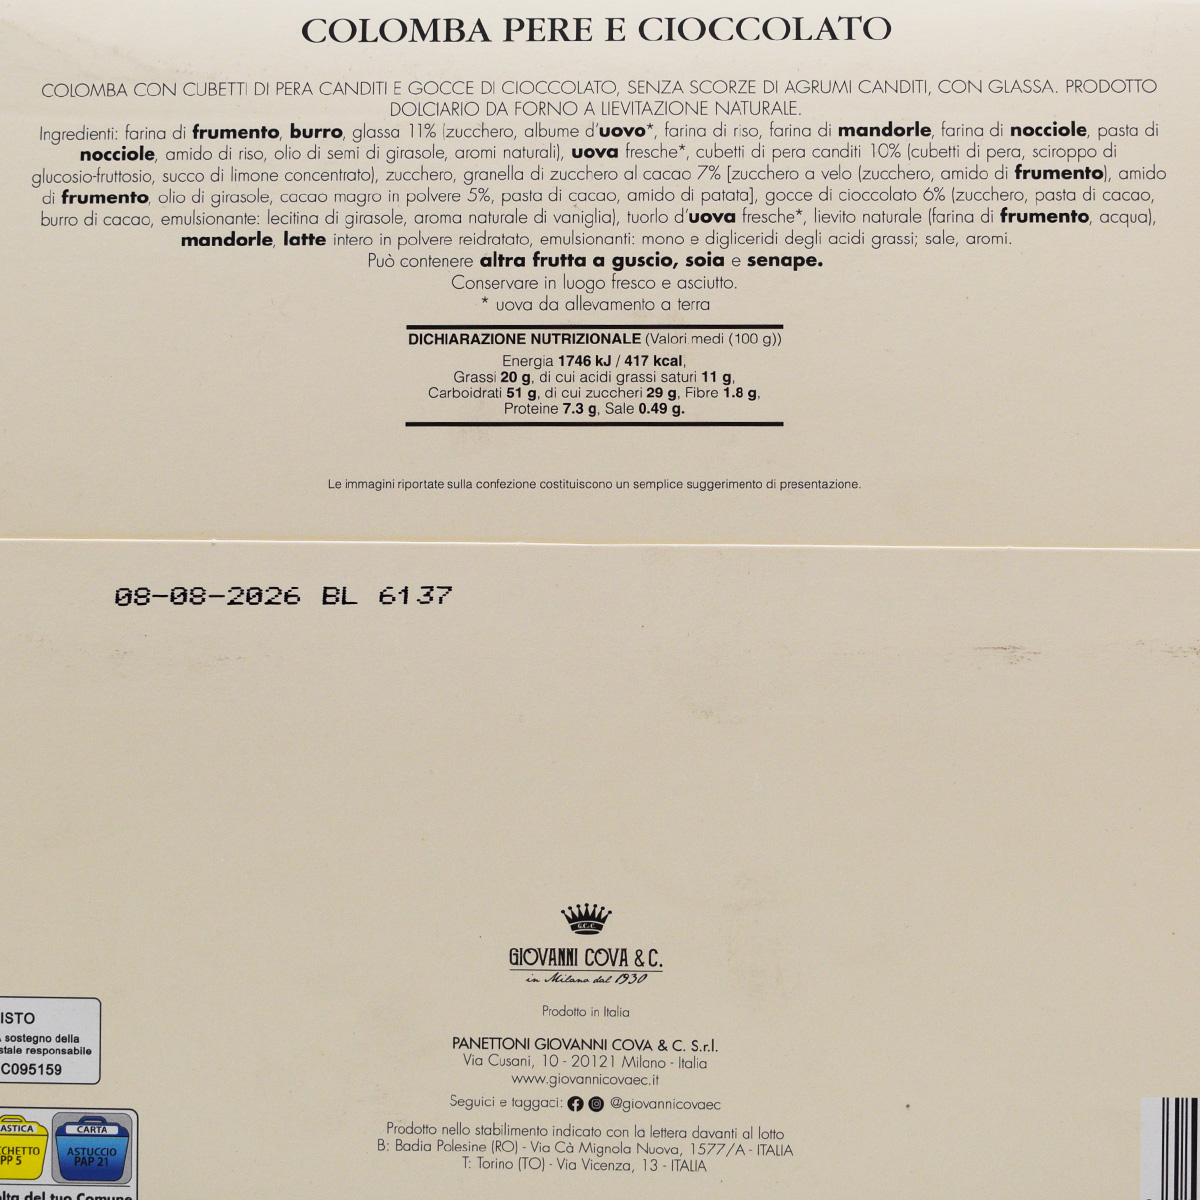 COLOMBA PERE E CIOCCOLATO
COLOMBA CON CUBETTI DI PERA CANDITI E GOCCE DI CIOCCOLATO, SENZA SCORZE DI AGRUMI CANDITI, CON GLASSA. PRODOTTO
DOLCIARIO DA FORNO A LIEVITAZIONE NATURALE.
Ingredienti: farina di frumento, burro, glassa 11% (zucchero, albume d'uovo*, farina di riso, farina di mandorle, farina di nocciole, pasta di
nocciole, amido di riso, olio di semi di girasole, aromi naturali), uova fresche*, cubetti di pera canditi 10% (cubetti di pera, sciroppo di
glucosio-fruttosio, succo di limone concentrato), zucchero, granella di zucchero al cacao 7% [zucchero a velo (zucchero, amido di frumento), amido
di frumento, olio di girasole, cacao magro in polvere 5%, pasta di cacao, amido di patata], gocce di cioccolato 6% (zucchero, pasta di cacao,
burro di cacao, emulsionante: lecitina di girasole, aroma naturale di vaniglia), tuorlo d'uova fresche*, lievito naturale (farina di frumento, acqua),
mandorle, latte intero in polvere reidratato, emulsionanti: mono e digliceridi degli acidi grassi; sale, aromi.
Può contenere altra frutta a guscio, soia e senape.
Conservare in luogo fresco e asciutto.
* uova da allevamento a terra
DICHIARAZIONE NUTRIZIONALE (Valori medi (100 g))
Energia 1746 kJ / 417 kcal,
Grassi 20 g, di cui acidi grassi saturi 11 g,
Carboidrati 51 g, di cui zuccheri 29 g, Fibre 1.8 g,
Proteine 7.3 g, Sale 0.49 g.
Le immagini riportate sulla confezione costituiscono un semplice suggerimento di presentazione.
08-08-2026 BL 6137
G.C.C.
GIOVANNI COVA & C.
in Milano dal 1930
Prodotto in Italia
PANETTONI GIOVANNI COVA & C. S.r.l.
Via Cusani, 10 - 20121 Milano - Italia
www.giovannicovaec.it
Seguici e taggaci: @giovannicovaec
Prodotto nello stabilimento indicato con la lettera davanti al lotto
B: Badia Polesine (RO) - Via Cà Mignola Nuova, 1577/A - ITALIA
T: Torino (TO) - Via Vicenza, 13 - ITALIA
ISTO
A sostegno della
stale responsabile
C095159
ASTICA
CHETTO
PP 5
CARTA
ASTUCCIO
PAP 21
olta del tuo Comune